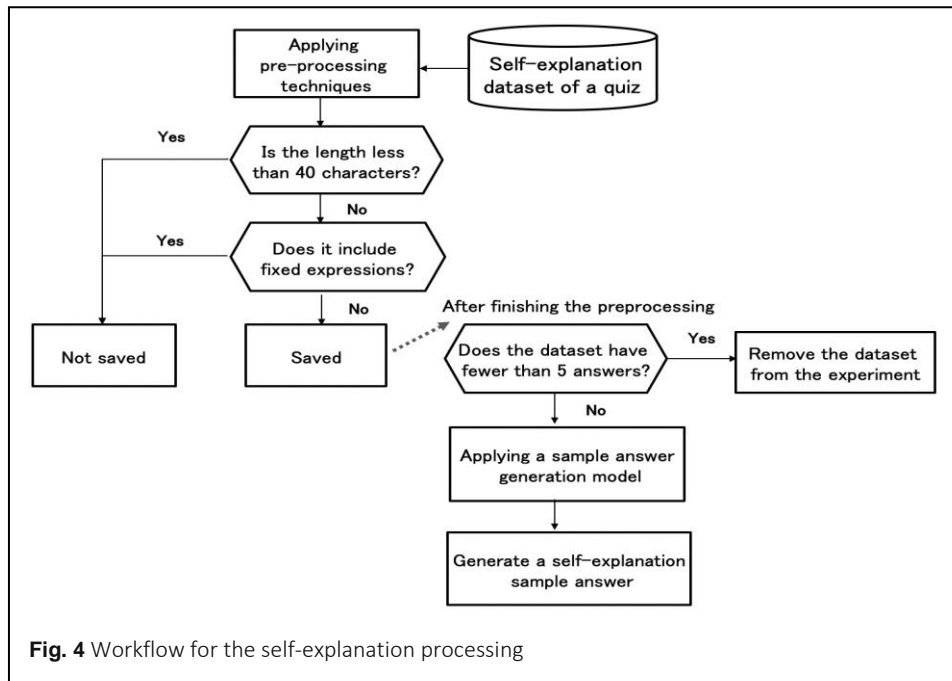 Applying
pre-processing
techniques
Self-explanation
dataset of a quiz
Yes
Is the length less
than 40 characters?
No
Yes
Does it include
fixed expressions?
No
After finishing the preprocessing
Not saved
Saved
Does the dataset have
fewer than 5 answers?
Yes
Remove the dataset
from the experiment
No
Applying a sample answer
generation model
Generate a self-explanation
sample answer
Fig. 4 Workflow for the self-explanation processing